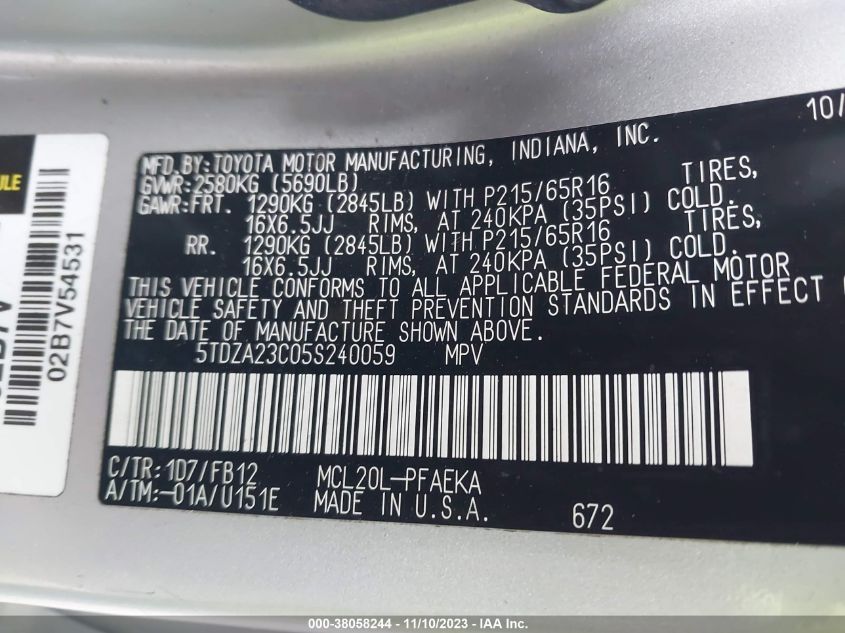 10/
MFD.BY:TOYOTA MOTOR MANUFACTURING, INDIANA, INC.
GVWR:2580KG (5690LB)
GAWR:FRT. 1290KG (2845LB) WITH P215/65R16 TIRES,
16X6.5JJ RIMS, AT 240KPA (35PSI) COLD.
RR. 1290KG (2845LB) WITH P215/65R16 TIRES,
16X6.5JJ RIMS, AT 240KPA (35PSI) COLD.
THIS VEHICLE CONFORMS TO ALL APPLICABLE FEDERAL MOTOR
VEHICLE SAFETY AND THEFT PREVENTION STANDARDS IN EFFECT
THE DATE OF MANUFACTURE SHOWN ABOVE.
5TDZA23C05S240059 MPV
C/TR:1D7/FB12 MCL20L-PFAEKA
A/TM:-01A/U151E MADE IN U.S.A. 672
02B7V54531
000-38058244 - 11/10/2023 - IAA Inc.